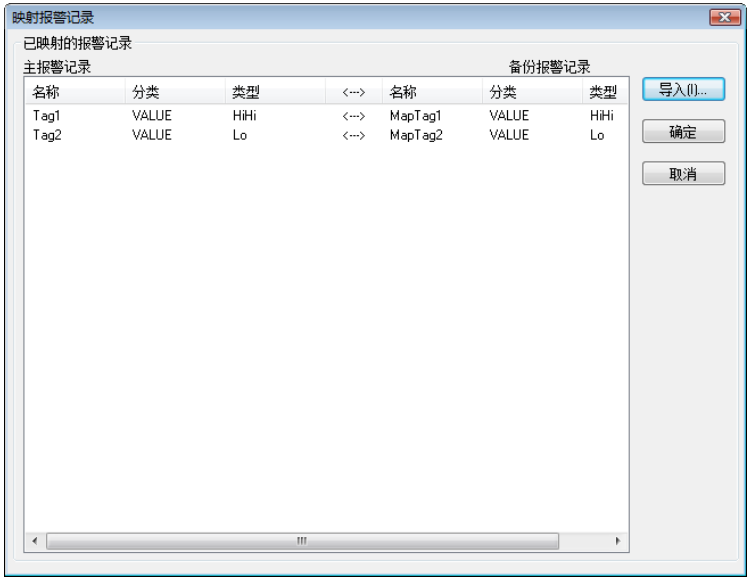 映射报警记录
已映射的报警记录
主报警记录 备份报警记录
名称 分类 类型 <---> 名称 分类 类型
Tag1 VALUE HiHi <---> MapTag1 VALUE HiHi
Tag2 VALUE Lo <---> MapTag2 VALUE Lo
导入(I)...
确定
取消